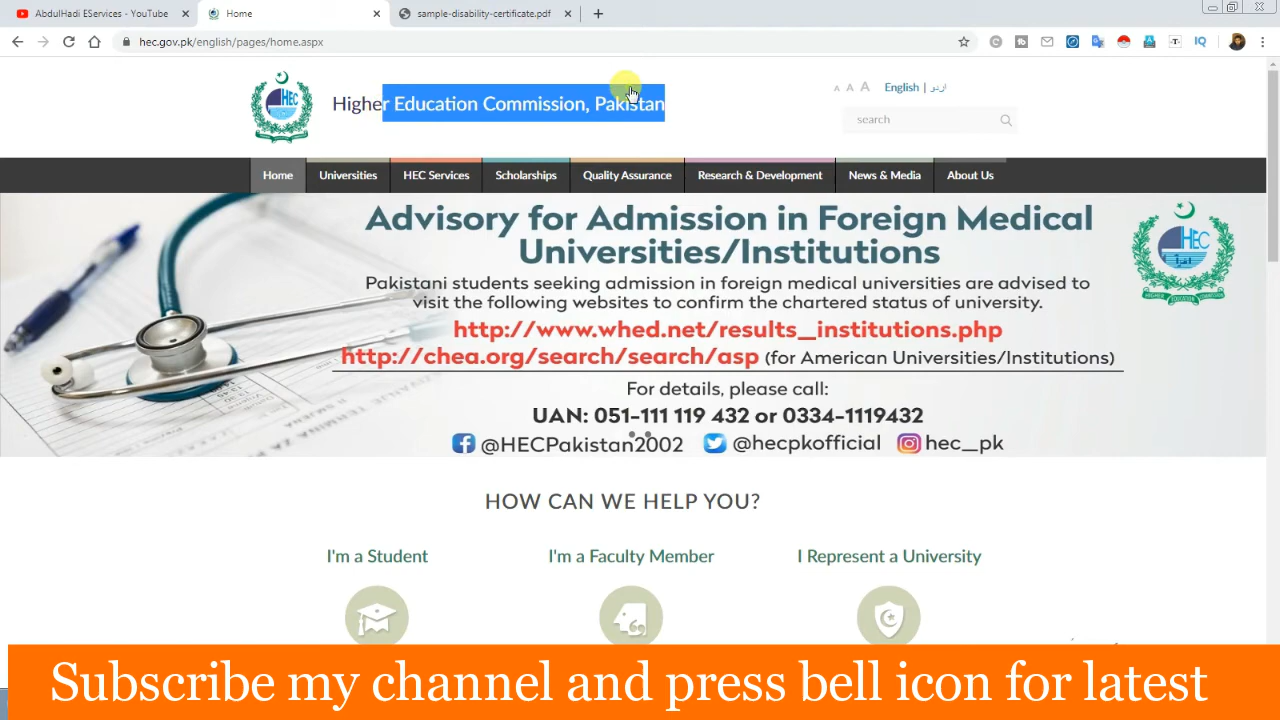 AbdulHadi EServices - YouTube
Home
sample-disability-certificate.pdf
hec.gov.pk/english/pages/home.aspx
HEC
Higher Education Commission, Pakistan
A A A English | اردو
search
Home Universities HEC Services Scholarships Quality Assurance Research & Development News & Media About Us
Advisory for Admission in Foreign Medical
Universities/Institutions
HEC
Pakistani students seeking admission in foreign medical universities are advised to
visit the following websites to confirm the chartered status of university.
http://www.whed.net/results_institutions.php
http://chea.org/search/search/asp (for American Universities/Institutions)
For details, please call:
UAN: 051-111 119 432 or 0334-1119432
@HECPakistan2002 @hecpkofficial hec_pk
HOW CAN WE HELP YOU?
I'm a Student I'm a Faculty Member I Represent a University
Subscribe my channel and press bell icon for latest